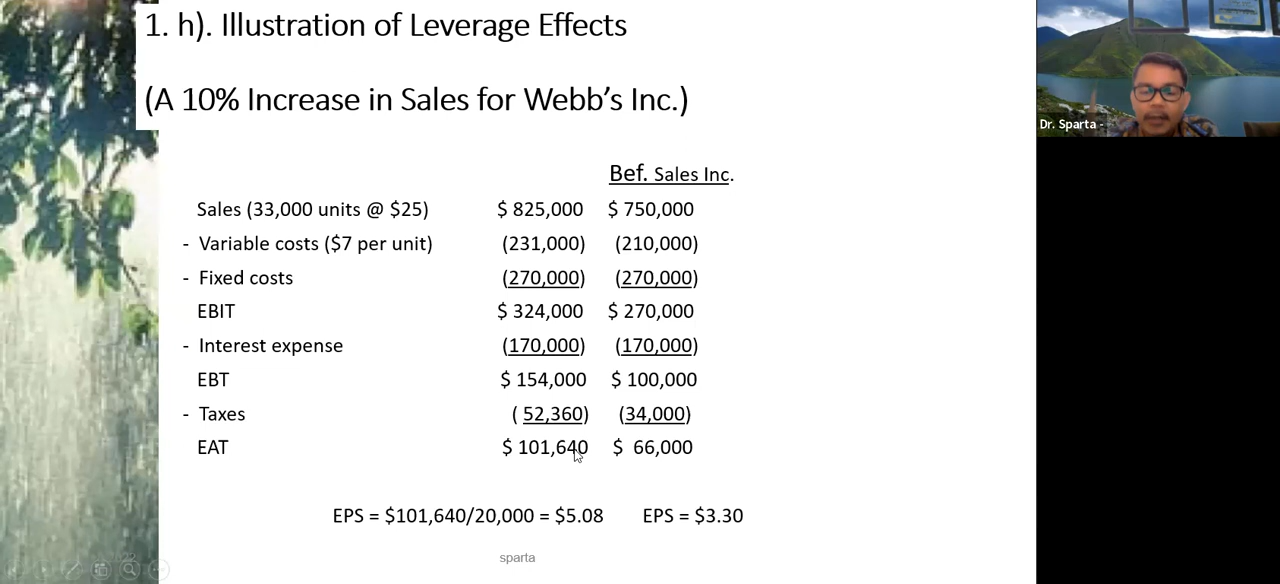 1. h). Illustration of Leverage Effects
(A 10% Increase in Sales for Webb's Inc.)
Dr. Sparta -
Bef. Sales Inc.
Sales (33,000 units @ $25) $ 825,000 $ 750,000
- Variable costs ($7 per unit) (231,000) (210,000)
- Fixed costs (270,000) (270,000)
EBIT $ 324,000 $ 270,000
- Interest expense (170,000) (170,000)
EBT $ 154,000 $ 100,000
- Taxes ( 52,360) (34,000)
EAT $ 101,640 $ 66,000
EPS = $101,640/20,000 = $5.08 EPS = $3.30
sparta